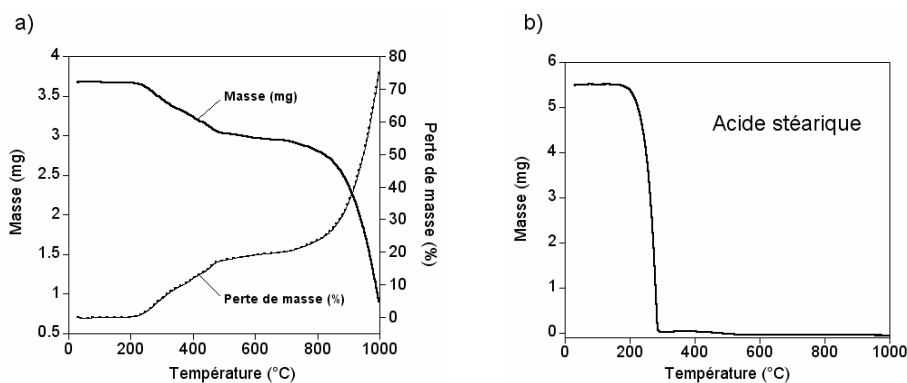 a)
4
3.5
3
2.5
2
1.5
1
0.5
Masse (mg)
Masse (mg)
Perte de masse (%)
80
70
60
50
40
30
20
10
0
Perte de masse (%)
0 200 400 600 800 1000
Température (°C)
b)
6
5
4
3
2
1
0
Masse (mg)
Acide stéarique
0 200 400 600 800 1000
Température (°C)